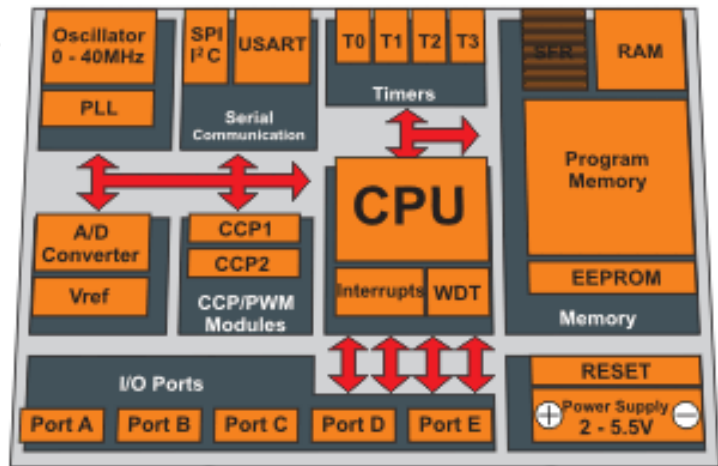 Oscillator
0 - 40MHz
PLL
SPI
I²C
USART
Serial
Communication
T0
T1
T2
T3
Timers
SFR
RAM
Program
Memory
EEPROM
Memory
A/D
Converter
Vref
CCP1
CCP2
CCP/PWM
Modules
CPU
Interrupts
WDT
I/O Ports
Port A
Port B
Port C
Port D
Port E
RESET
+
Power Supply
2 - 5.5V
−